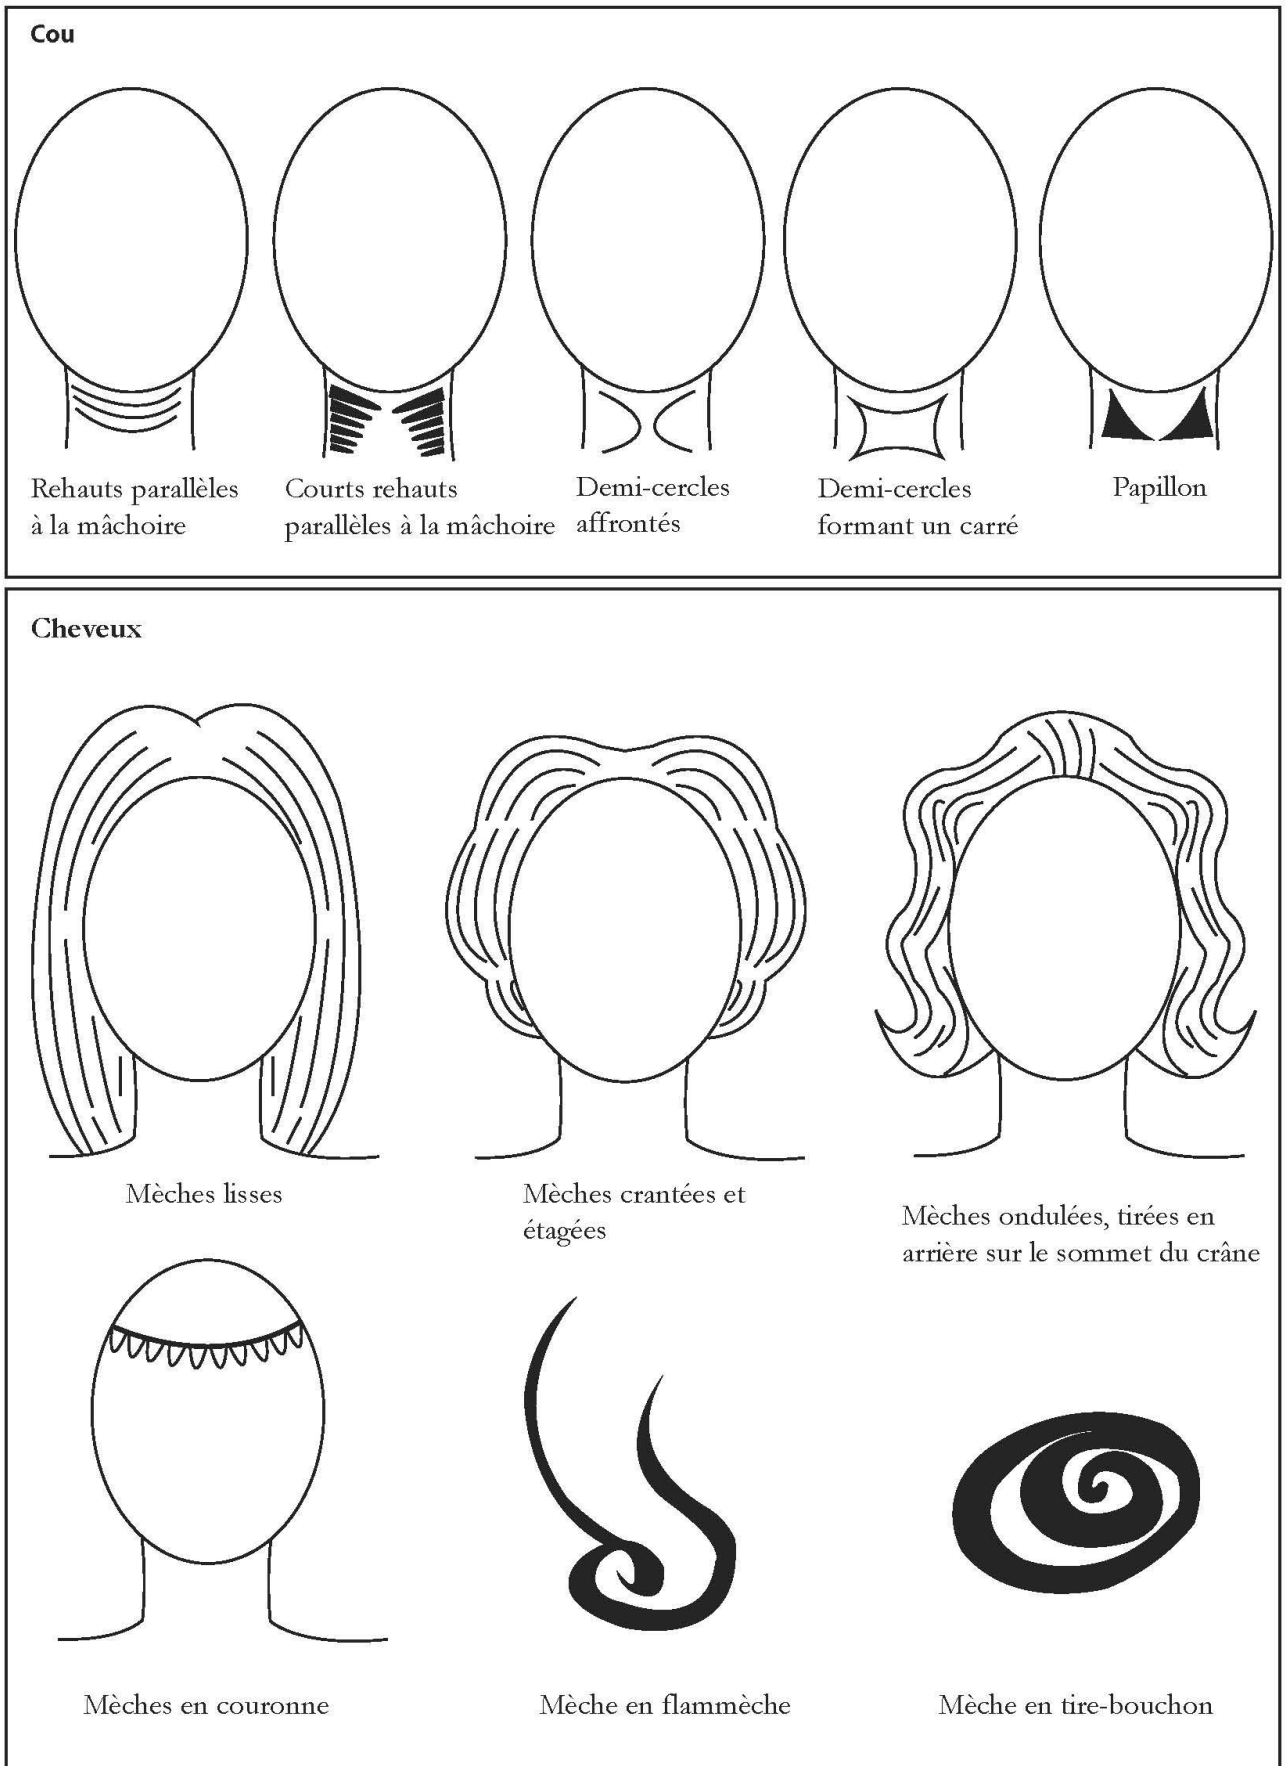 Cou
Rehauts parallèles
à la mâchoire
Courts rehauts
parallèles à la mâchoire
Demi-cercles
affrontés
Demi-cercles
formant un carré
Papillon
Cheveux
Mèches lisses
Mèches crantées et
étagées
Mèches ondulées, tirées en
arrière sur le sommet du crâne
Mèches en couronne
Mèche en flammèche
Mèche en tire-bouchon